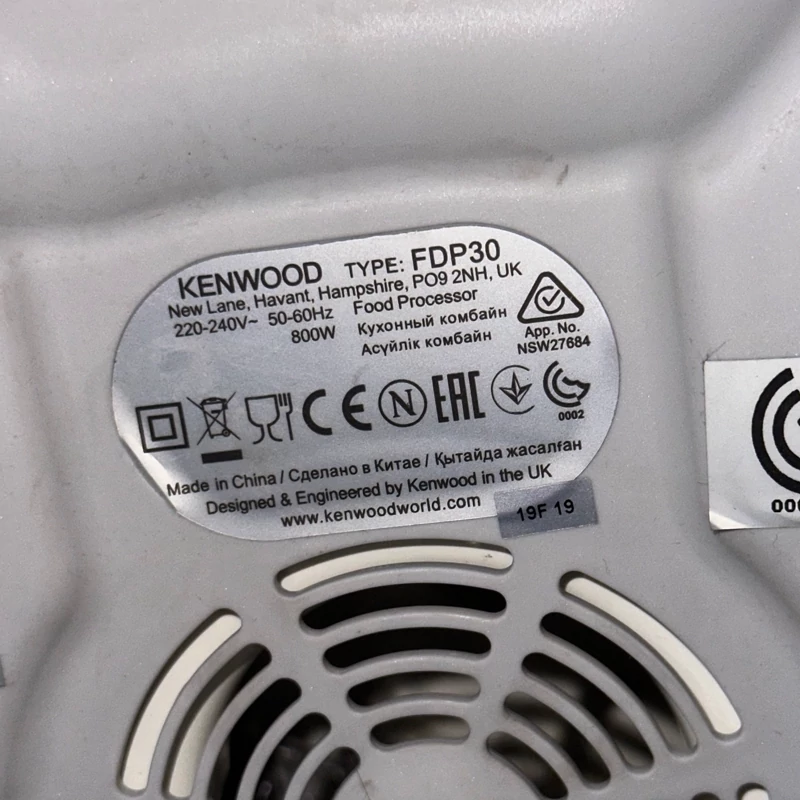 KENWOOD TYPE: FDP30
New Lane, Havant, Hampshire, PO9 2NH, UK
220-240V~ 50-60Hz Food Processor
800W Кухонный комбайн
Асүйлік комбайн
App. No.
NSW27684
N EAC
0002
Made in China / Сделано в Китае / Қытайда жасалған
Designed & Engineered by Kenwood in the UK
www.kenwoodworld.com
19F 19